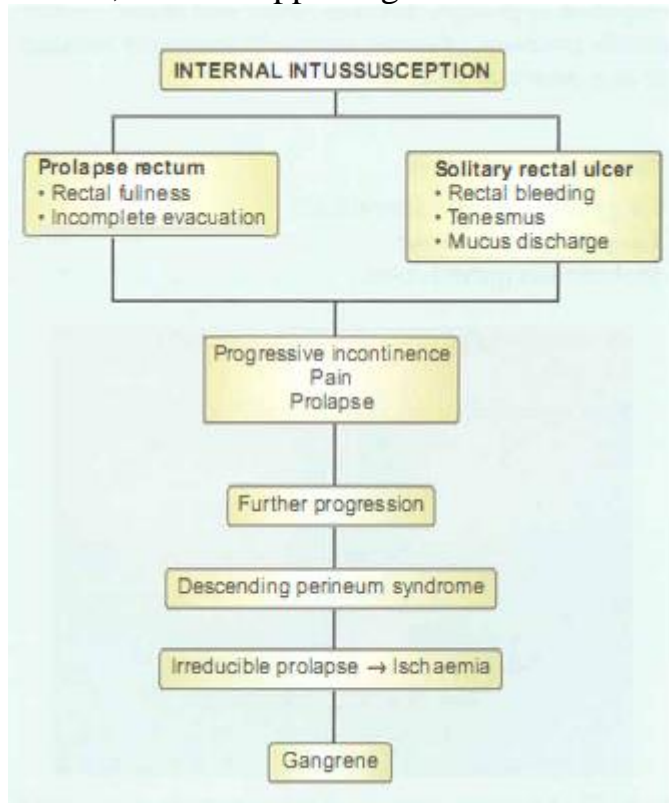 INTERNAL INTUSSUSCEPTION
Prolapse rectum
• Rectal fullness
• Incomplete evacuation
Solitary rectal ulcer
• Rectal bleeding
• Tenesmus
• Mucus discharge
Progressive incontinence
Pain
Prolapse
Further progression
Descending perineum syndrome
Irreducible prolapse → Ischaemia
Gangrene